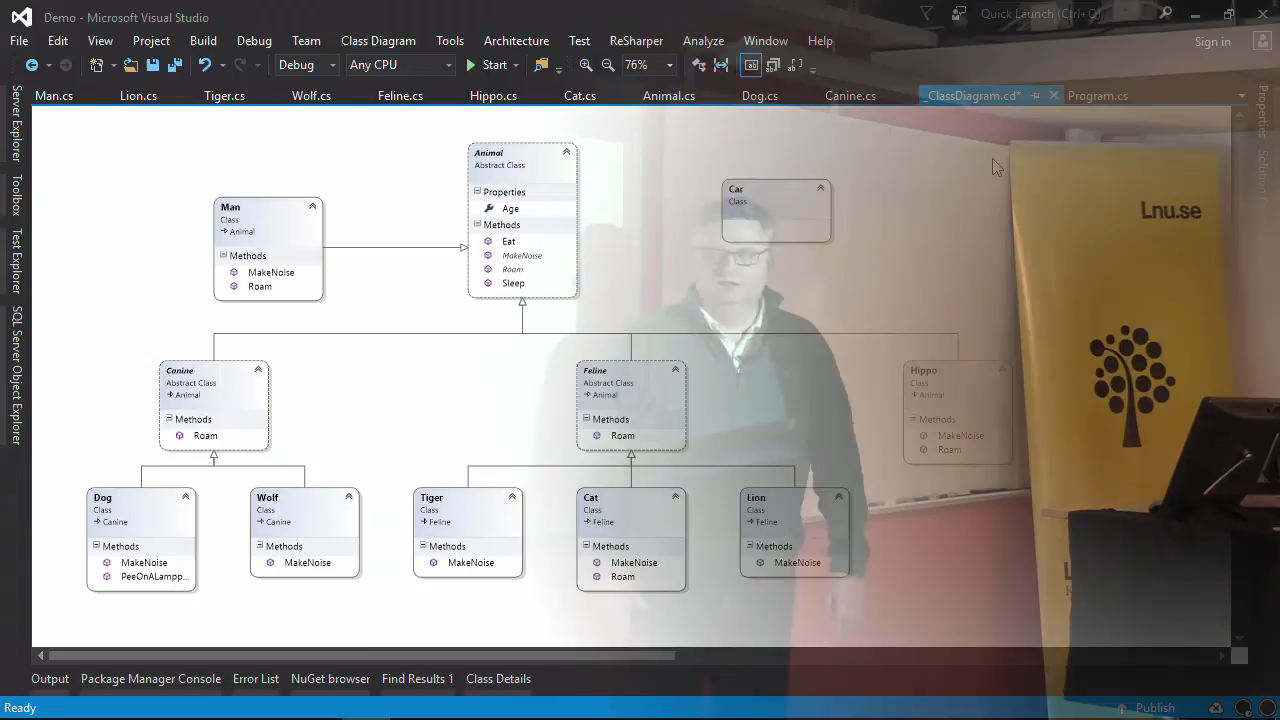 Demo - Microsoft Visual Studio
Quick Launch (Ctrl+Q)
File Edit View Project Build Debug Team Class Diagram Tools Architecture Test ReSharper Analyze Window Help
Sign in
Debug Any CPU Start 76%
Man.cs Lion.cs Tiger.cs Wolf.cs Feline.cs Hippo.cs Cat.cs Animal.cs Dog.cs Canine.cs ClassDiagram.cd* Program.cs
Server Explorer
Toolbox
Test Explorer
SQL Server Object Explorer
Properties
Animal
Abstract Class
Properties
Age
Methods
Eat
MakeNoise
Roam
Sleep
Man
Class
Animal
Methods
MakeNoise
Roam
Car
Class
Lnu.se
Canine
Abstract Class
Animal
Methods
Roam
Feline
Abstract Class
Animal
Methods
Roam
Hippo
Class
Animal
Methods
MakeNoise
Roam
Dog
Class
Canine
Methods
MakeNoise
PeeOnALampp...
Wolf
Class
Canine
Methods
MakeNoise
Tiger
Class
Feline
Methods
MakeNoise
Cat
Class
Feline
Methods
MakeNoise
Roam
Lion
Class
Feline
Methods
MakeNoise
Output Package Manager Console Error List NuGet browser Find Results 1 Class Details
Ready
Publish